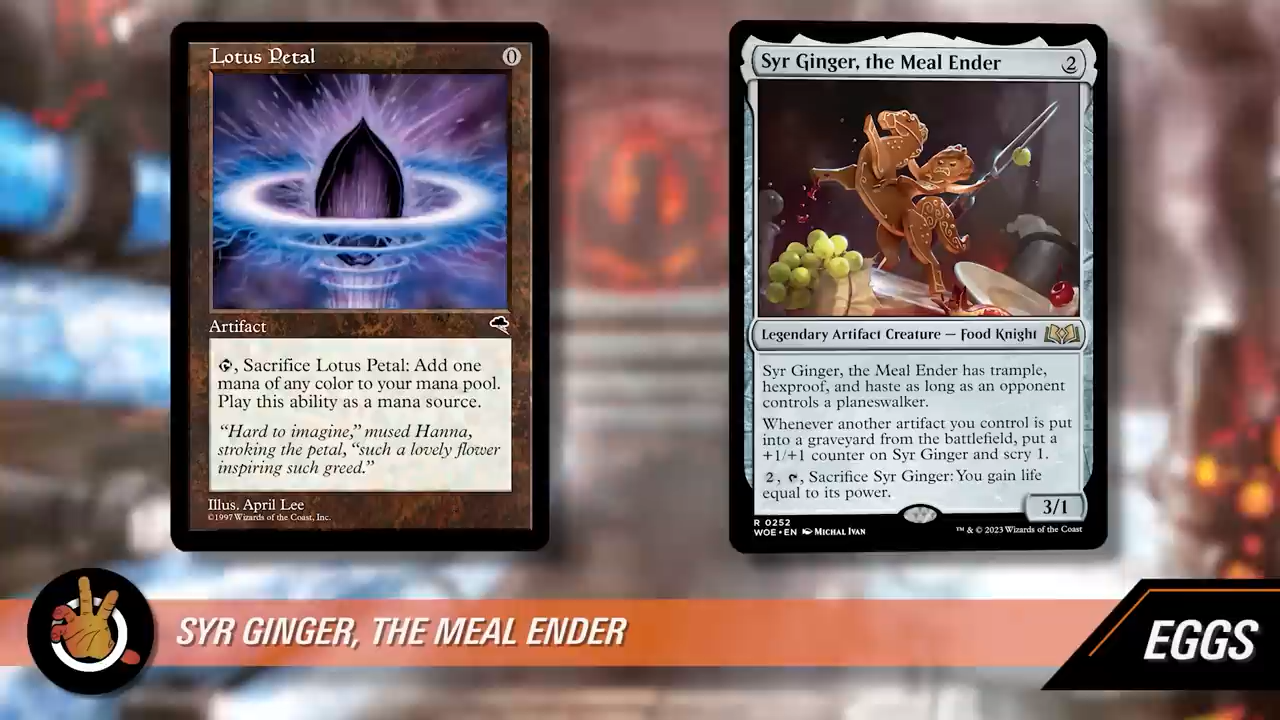 Lotus Petal 0
Artifact
, Sacrifice Lotus Petal: Add one
mana of any color to your mana pool.
Play this ability as a mana source.
“Hard to imagine,” mused Hanna,
stroking the petal, “such a lovely flower
inspiring such greed.”
Illus. April Lee
©1997 Wizards of the Coast, Inc.
Syr Ginger, the Meal Ender 2
Legendary Artifact Creature — Food Knight
Syr Ginger, the Meal Ender has trample,
hexproof, and haste as long as an opponent
controls a planeswalker.
Whenever another artifact you control is put
into a graveyard from the battlefield, put a
+1/+1 counter on Syr Ginger and scry 1.
2, , Sacrifice Syr Ginger: You gain life
equal to its power.
3/1
R 0252
WOE • EN Michal Ivan
™ & © 2023 Wizards of the Coast
SYR GINGER, THE MEAL ENDER
EGGS